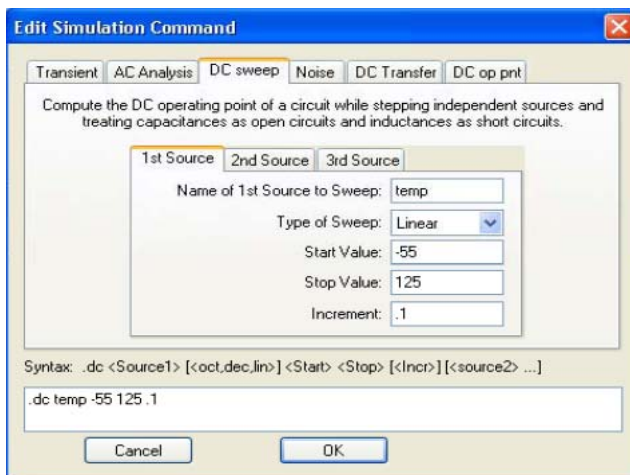 Edit Simulation Command
Transient AC Analysis DC sweep Noise DC Transfer DC op pnt
Compute the DC operating point of a circuit while stepping independent sources and
treating capacitances as open circuits and inductances as short circuits.
1st Source 2nd Source 3rd Source
Name of 1st Source to Sweep: temp
Type of Sweep: Linear
Start Value: -55
Stop Value: 125
Increment: .1
Syntax: .dc <Source1> [<oct,dec,lin>] <Start> <Stop> [<Incr>] [<source2> ...]
.dc temp -55 125 .1
Cancel OK